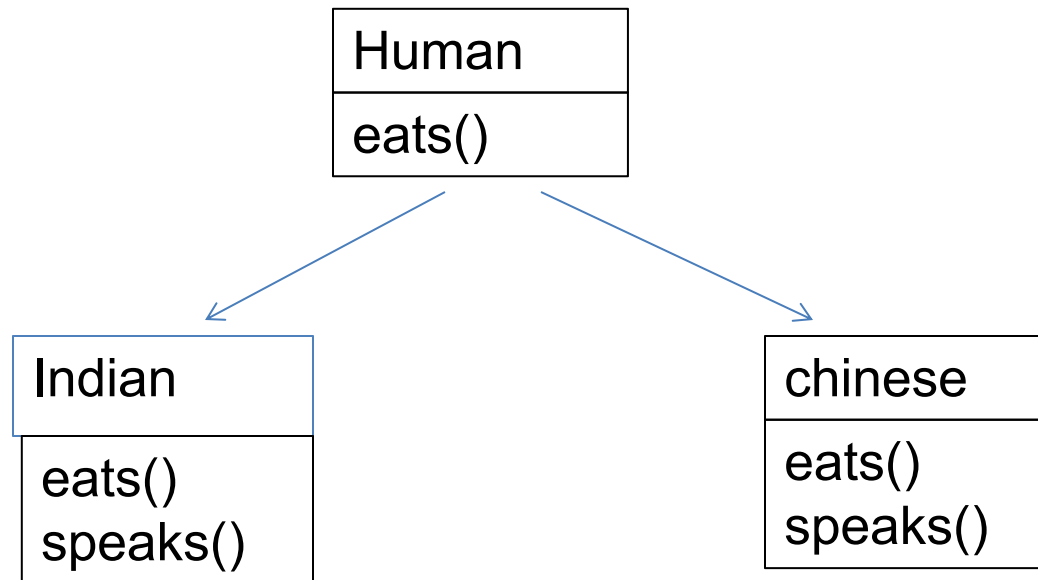 Human
eats()
Indian
eats()
speaks()
chinese
eats()
speaks()